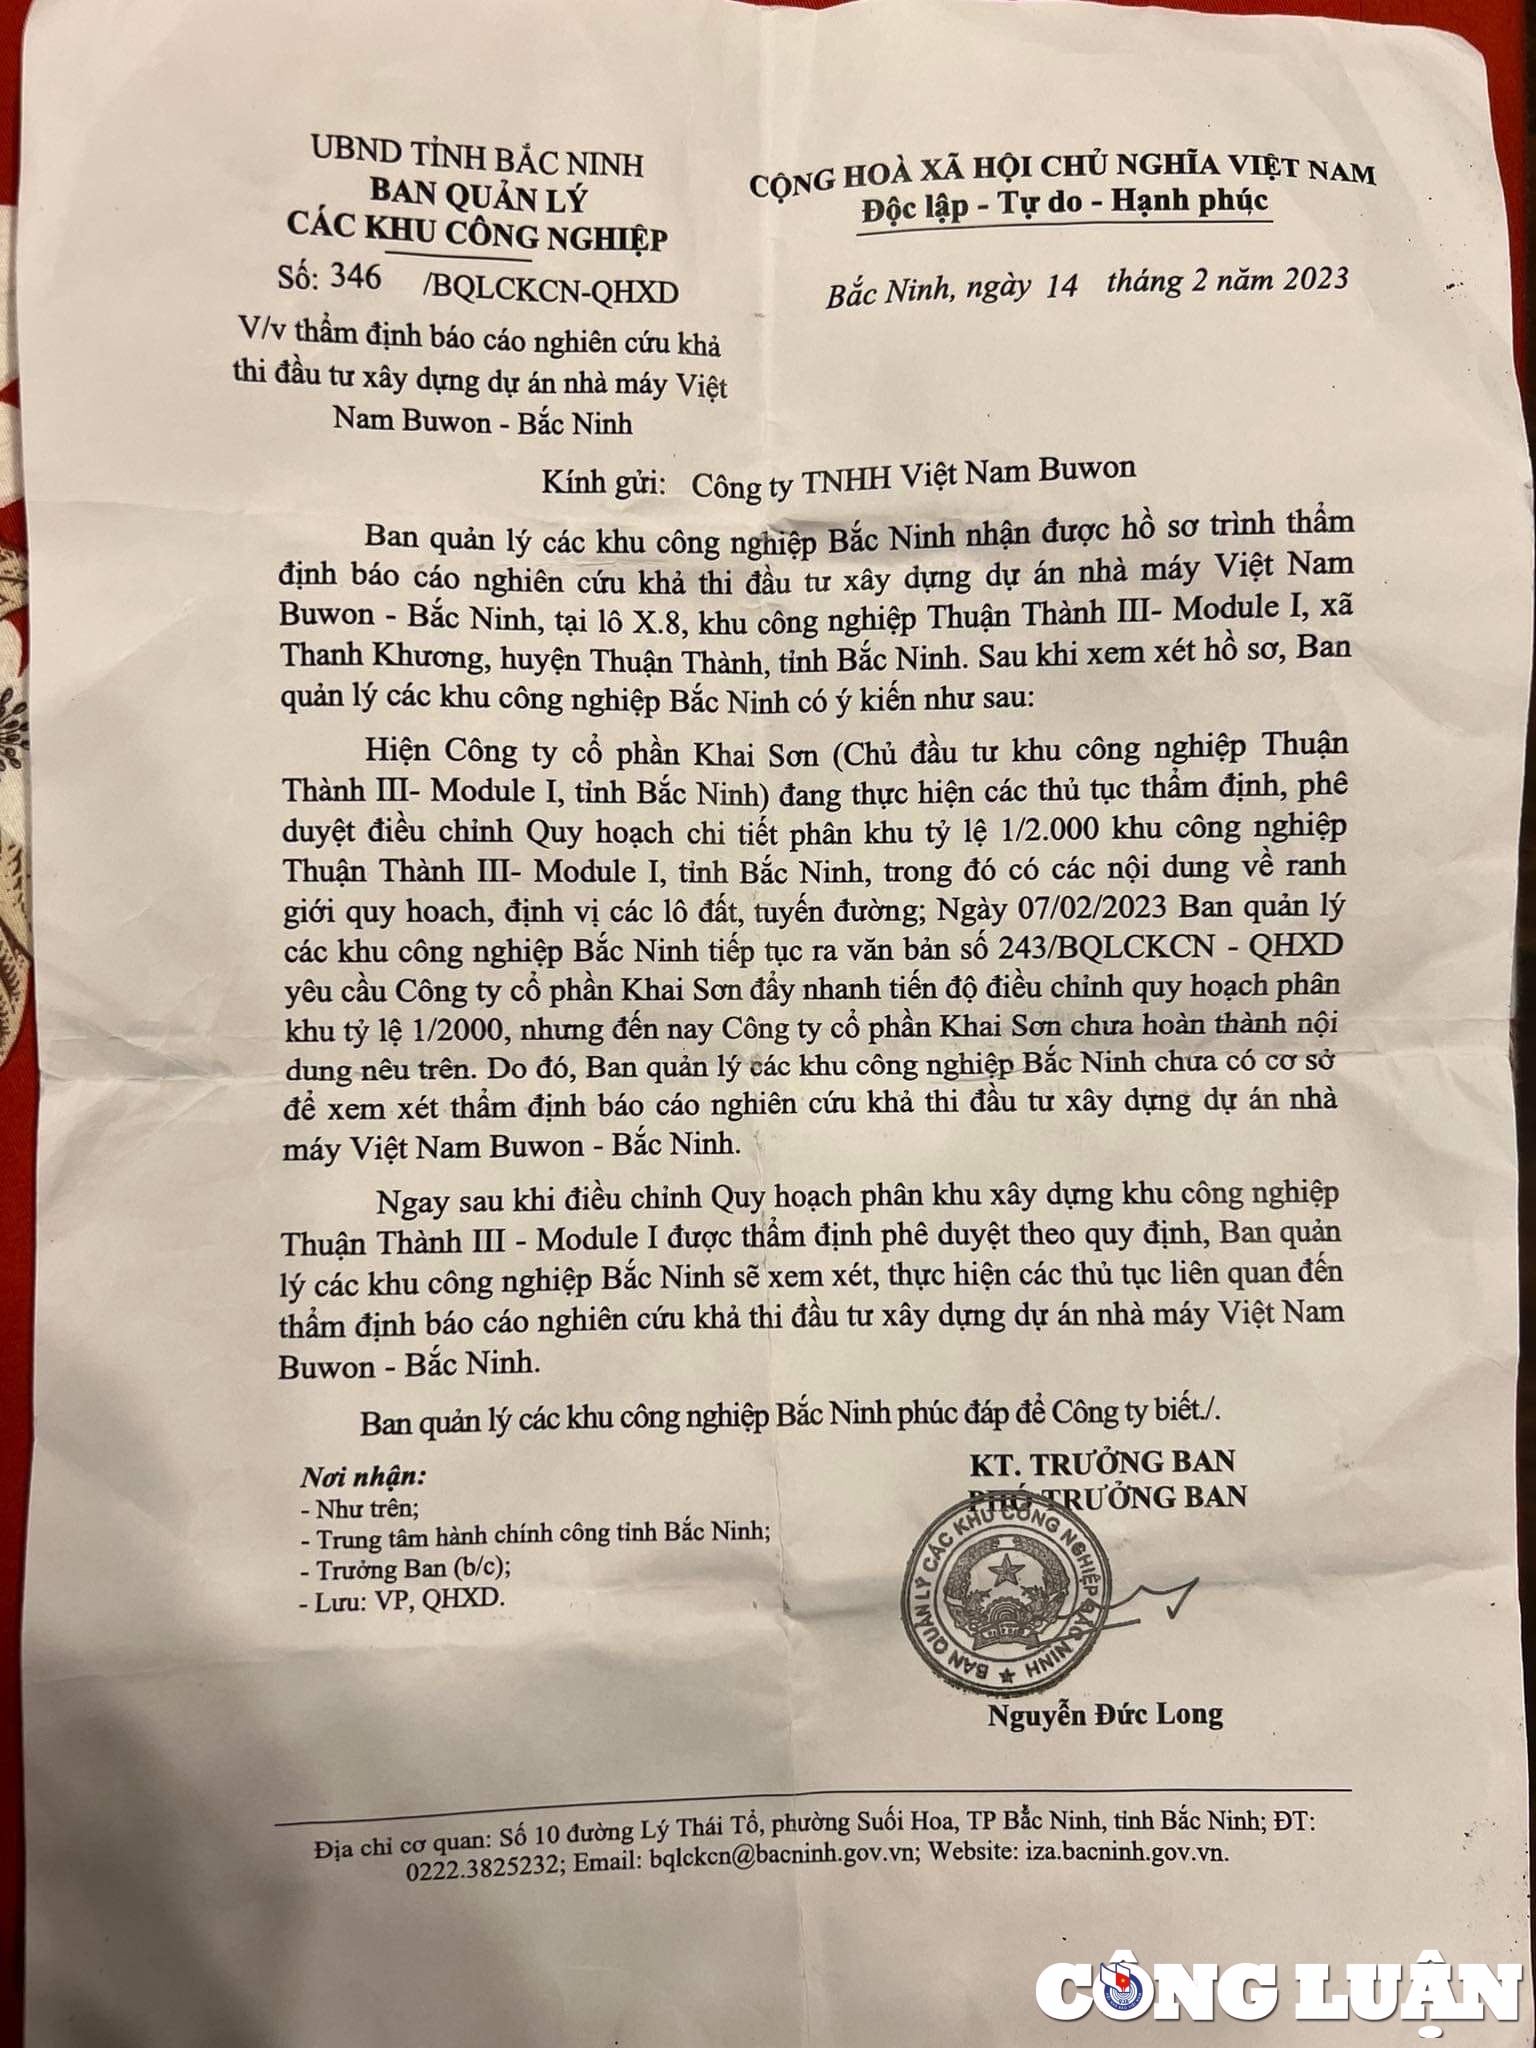 UBND TỈNH BẮC NINH
BAN QUẢN LÝ
CÁC KHU CÔNG NGHIỆP
Số: 346 /BQLCKCN-QHXD
V/v thẩm định báo cáo nghiên cứu khả
thi đầu tư xây dựng dự án nhà máy Việt
Nam Buwon - Bắc Ninh
CỘNG HOÀ XÃ HỘI CHỦ NGHĨA VIỆT NAM
Độc lập - Tự do - Hạnh phúc
Bắc Ninh, ngày 14 tháng 2 năm 2023
Kính gửi: Công ty TNHH Việt Nam Buwon
Ban quản lý các khu công nghiệp Bắc Ninh nhận được hồ sơ trình thẩm
định báo cáo nghiên cứu khả thi đầu tư xây dựng dự án nhà máy Việt Nam
Buwon - Bắc Ninh, tại lô X.8, khu công nghiệp Thuận Thành III- Module I, xã
Thanh Khương, huyện Thuận Thành, tỉnh Bắc Ninh. Sau khi xem xét hồ sơ, Ban
quản lý các khu công nghiệp Bắc Ninh có ý kiến như sau:
Hiện Công ty cổ phần Khai Sơn (Chủ đầu tư khu công nghiệp Thuận
Thành III- Module I, tỉnh Bắc Ninh) đang thực hiện các thủ tục thẩm định, phê
duyệt điều chỉnh Quy hoạch chi tiết phân khu tỷ lệ 1/2.000 khu công nghiệp
Thuận Thành III- Module I, tỉnh Bắc Ninh, trong đó có các nội dung về ranh
giới quy hoach, định vị các lô đất, tuyến đường; Ngày 07/02/2023 Ban quản lý
các khu công nghiệp Bắc Ninh tiếp tục ra văn bản số 243/BQLCKCN - QHXD
yêu cầu Công ty cổ phần Khai Sơn đẩy nhanh tiến độ điều chỉnh quy hoạch phân
khu tỷ lệ 1/2000, nhưng đến nay Công ty cổ phần Khai Sơn chưa hoàn thành nội
dung nêu trên. Do đó, Ban quản lý các khu công nghiệp Bắc Ninh chưa có cơ sở
để xem xét thẩm định báo cáo nghiên cứu khả thi đầu tư xây dựng dự án nhà
máy Việt Nam Buwon - Bắc Ninh.
Ngay sau khi điều chỉnh Quy hoạch phân khu xây dựng khu công nghiệp
Thuận Thành III - Module I được thẩm định phê duyệt theo quy định, Ban quản
lý các khu công nghiệp Bắc Ninh sẽ xem xét, thực hiện các thủ tục liên quan đến
thẩm định báo cáo nghiên cứu khả thi đầu tư xây dựng dự án nhà máy Việt Nam
Buwon - Bắc Ninh.
Ban quản lý các khu công nghiệp Bắc Ninh phúc đáp để Công ty biết./.
Nơi nhận:
- Như trên;
- Trung tâm hành chính công tỉnh Bắc Ninh;
- Trưởng Ban (b/c);
- Lưu: VP, QHXD.
KT. TRƯỞNG BAN
PHÓ TRƯỞNG BAN
BAN QUẢN LÝ CÁC KHU CÔNG NGHIỆP BẮC NINH
Nguyễn Đức Long
Địa chỉ cơ quan: Số 10 đường Lý Thái Tổ, phường Suối Hoa, TP Bắc Ninh, tỉnh Bắc Ninh; ĐT:
0222.3825232; Email: bqlckcn@bacninh.gov.vn; Website: iza.bacninh.gov.vn.
CÔNG LUẬN